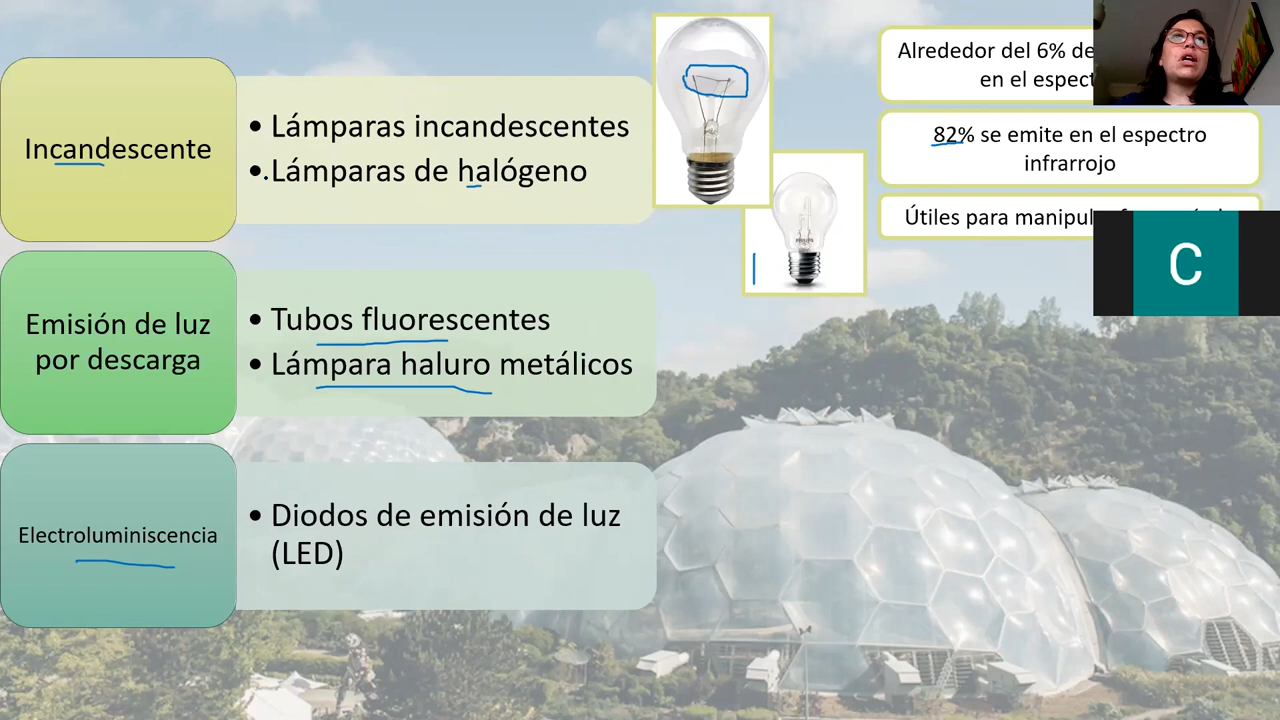 Incandescente
• Lámparas incandescentes
• Lámparas de halógeno
Emisión de luz
por descarga
• Tubos fluorescentes
• Lámpara haluro metálicos
Electroluminiscencia
• Diodos de emisión de luz
(LED)
PHILIPS
Alrededor del 6% de
en el
82% se emite en el espectro
infrarrojo
Útiles para
C